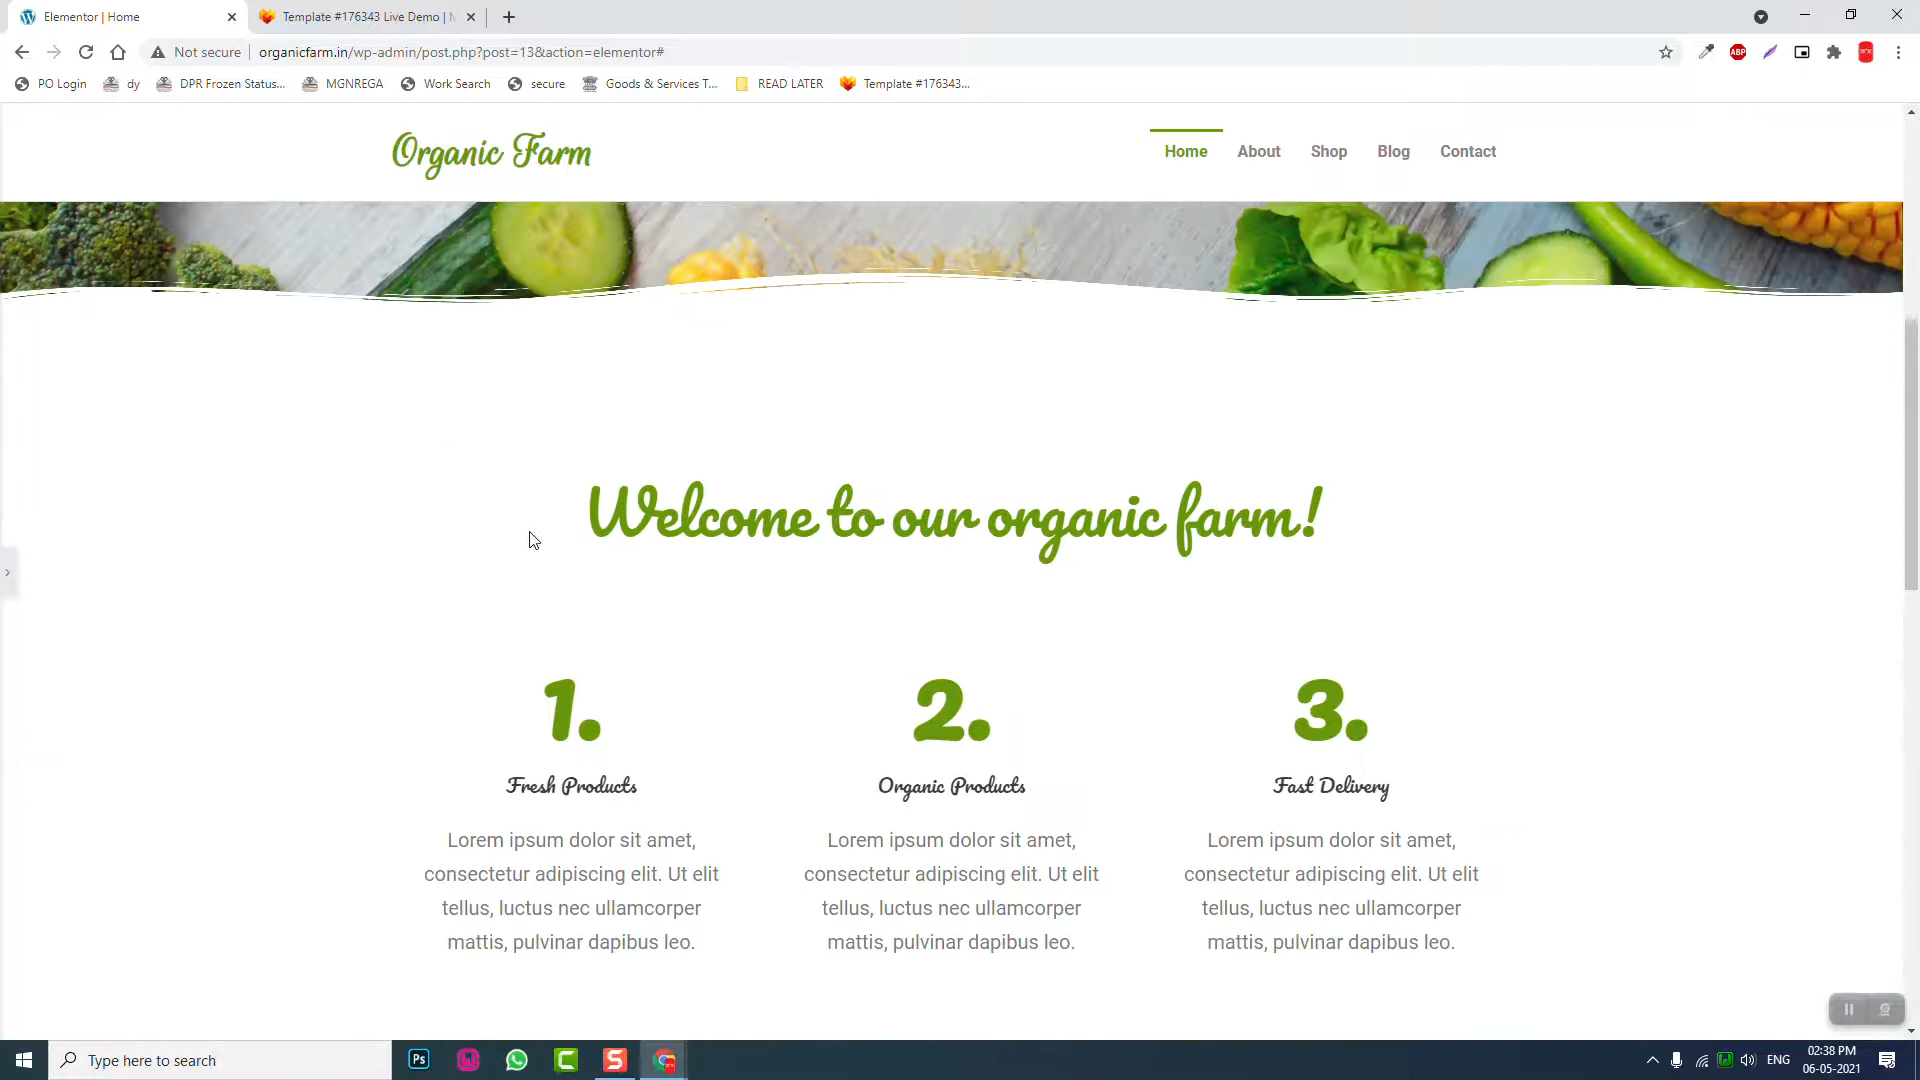 Elementor | Home
Template #176343 Live Demo |
Not secure
organicfarm.in/wp-admin/post.php?post=13&action=elementor#
ABP
PO Login
dy
DPR Frozen Status...
MGNREGA
Work Search
secure
Goods & Services T...
READ LATER
Template #176343...
Organic Farm
Home
About
Shop
Blog
Contact
Welcome to our organic farm!
1.
2.
3.
Fresh Products
Organic Products
Fast Delivery
Lorem ipsum dolor sit amet,
consectetur adipiscing elit. Ut elit
tellus, luctus nec ullamcorper
mattis, pulvinar dapibus leo.
Lorem ipsum dolor sit amet,
consectetur adipiscing elit. Ut elit
tellus, luctus nec ullamcorper
mattis, pulvinar dapibus leo.
Lorem ipsum dolor sit amet,
consectetur adipiscing elit. Ut elit
tellus, luctus nec ullamcorper
mattis, pulvinar dapibus leo.
Type here to search
Ps
ENG
02:38 PM
06-05-2021